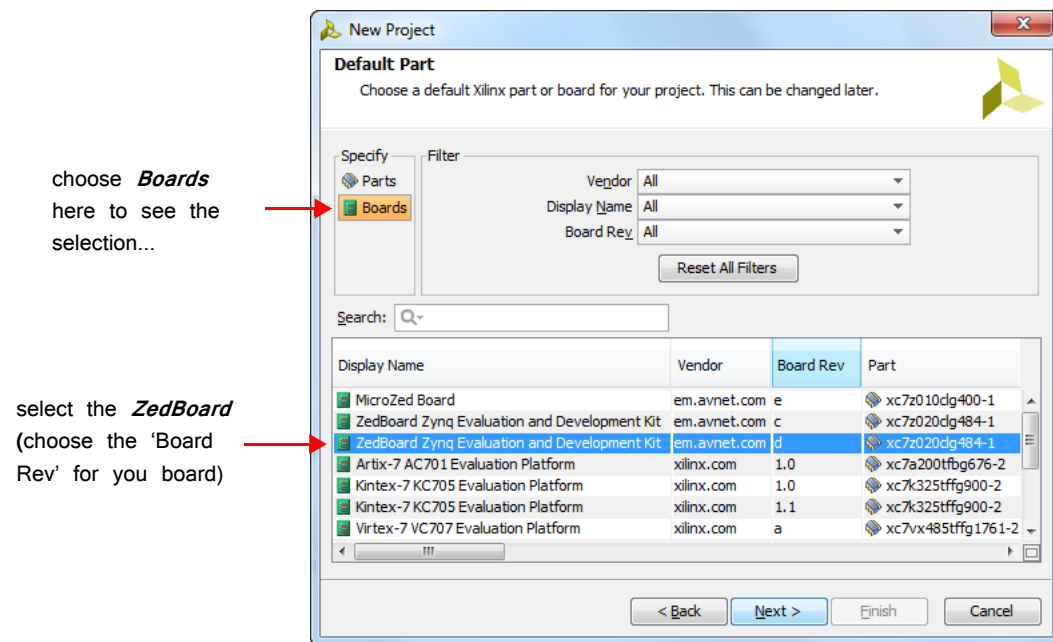 New Project
Default Part
Choose a default Xilinx part or board for your project. This can be changed later.
choose Boards
here to see the
selection...
Specify
Parts
Boards
Filter
Vendor All
Display Name All
Board Rev All
Reset All Filters
Search:
Display Name Vendor Board Rev Part
select the ZedBoard
(choose the ‘Board
Rev’ for you board)
MicroZed Board em.avnet.com e xc7z010clg400-1
ZedBoard Zynq Evaluation and Development Kit em.avnet.com c xc7z020clg484-1
ZedBoard Zynq Evaluation and Development Kit em.avnet.com d xc7z020clg484-1
Artix-7 AC701 Evaluation Platform xilinx.com 1.0 xc7a200tfbg676-2
Kintex-7 KC705 Evaluation Platform xilinx.com 1.0 xc7k325tffg900-2
Kintex-7 KC705 Evaluation Platform xilinx.com 1.1 xc7k325tffg900-2
Virtex-7 VC707 Evaluation Platform xilinx.com a xc7vx485tffg1761-2
< Back Next > Finish Cancel